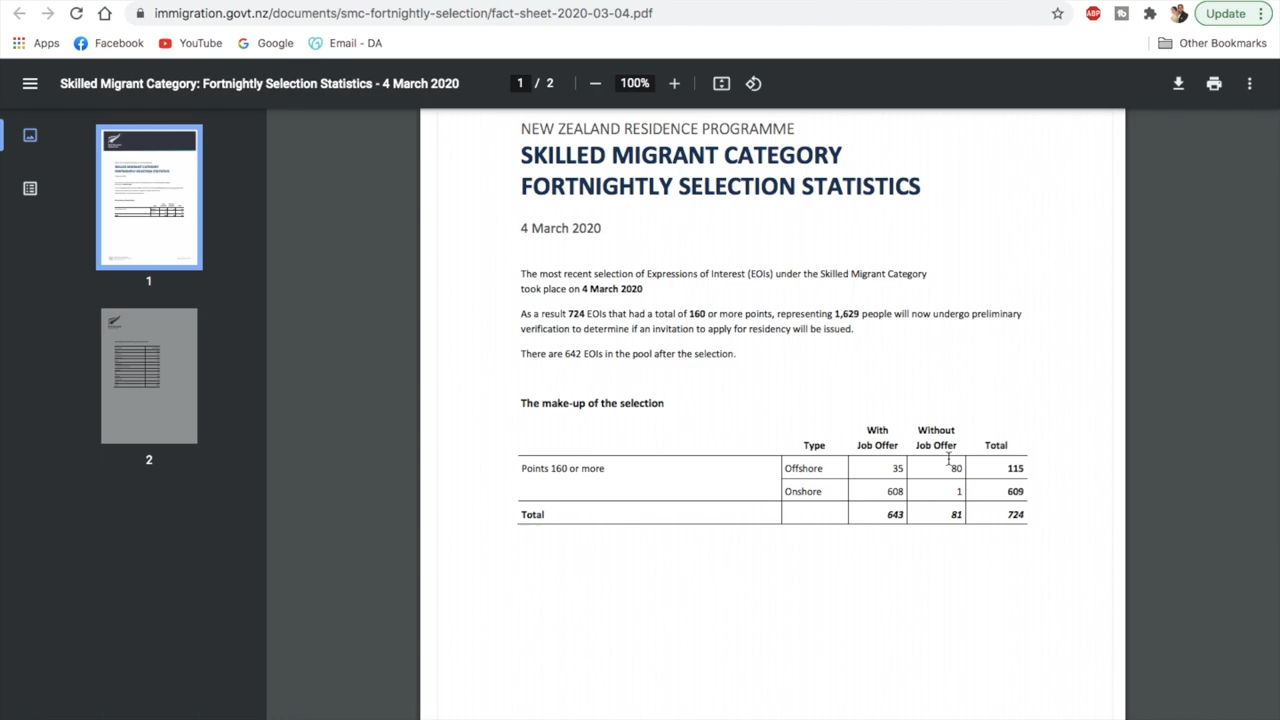 immigration.govt.nz/documents/smc-fortnightly-selection/fact-sheet-2020-03-04.pdf
ABP
tb
Update
Apps
Facebook
YouTube
G Google
Email - DA
Other Bookmarks
Skilled Migrant Category: Fortnightly Selection Statistics - 4 March 2020
1 / 2
100%
1
2
NEW ZEALAND RESIDENCE PROGRAMME
SKILLED MIGRANT CATEGORY
FORTNIGHTLY SELECTION STATISTICS
4 March 2020
The most recent selection of Expressions of Interest (EOIs) under the Skilled Migrant Category
took place on 4 March 2020
As a result 724 EOIs that had a total of 160 or more points, representing 1,629 people will now undergo preliminary
verification to determine if an invitation to apply for residency will be issued.
There are 642 EOIs in the pool after the selection.
The make-up of the selection
With Without
Type Job Offer Job Offer Total
Points 160 or more Offshore 35 80 115
Onshore 608 1 609
Total 643 81 724